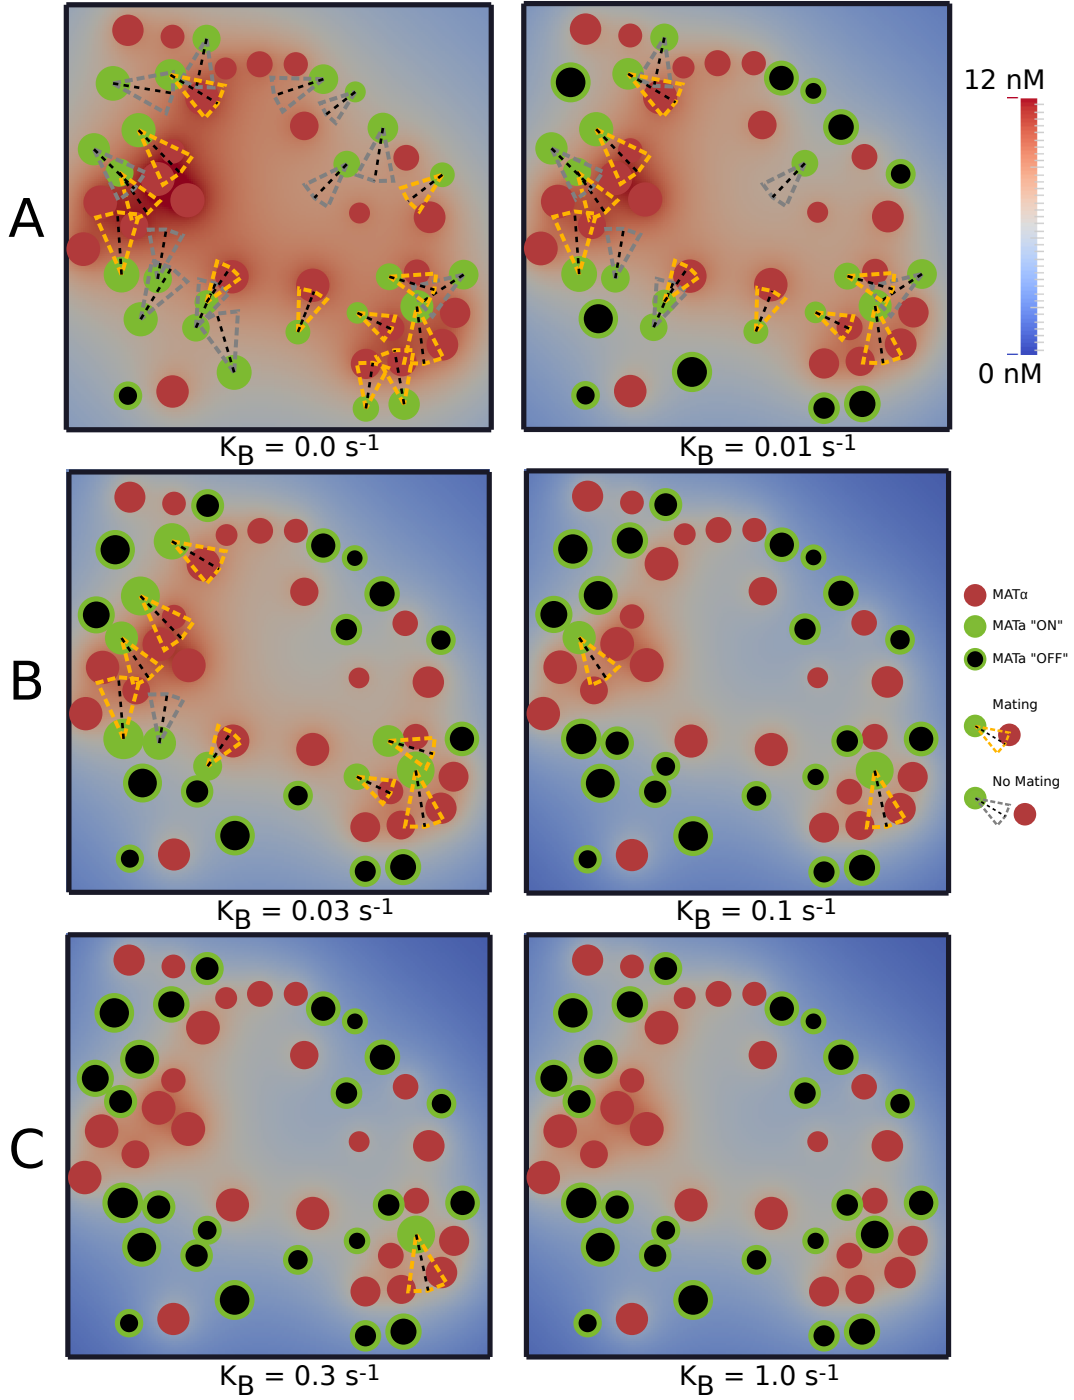 12 nM
0 nM
A
K_B = 0.0 s⁻¹
K_B = 0.01 s⁻¹
B
K_B = 0.03 s⁻¹
K_B = 0.1 s⁻¹
MATα
MATa "ON"
MATa "OFF"
Mating
No Mating
C
K_B = 0.3 s⁻¹
K_B = 1.0 s⁻¹